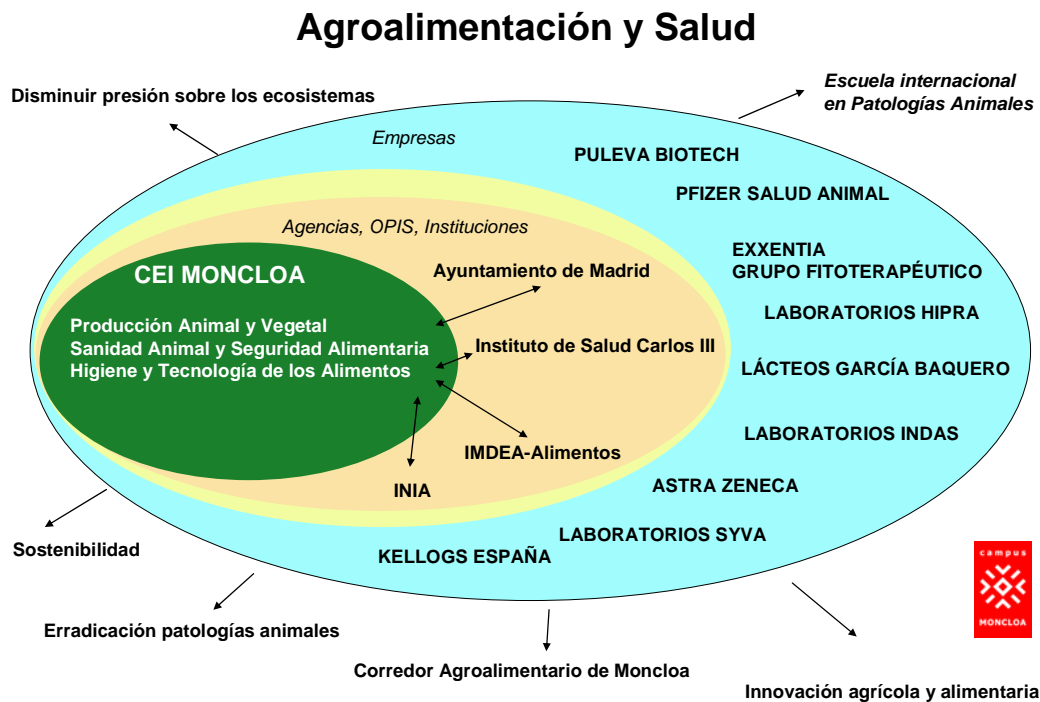 Agroalimentación y Salud
Disminuir presión sobre los ecosistemas
Escuela internacional
en Patologías Animales
Empresas
PULEVA BIOTECH
PFIZER SALUD ANIMAL
Agencias, OPIS, Instituciones
EXXENTIA
GRUPO FITOTERAPÉUTICO
CEI MONCLOA
Ayuntamiento de Madrid
LABORATORIOS HIPRA
Producción Animal y Vegetal
Sanidad Animal y Seguridad Alimentaria
Higiene y Tecnología de los Alimentos
Instituto de Salud Carlos III
LÁCTEOS GARCÍA BAQUERO
LABORATORIOS INDAS
IMDEA-Alimentos
INIA
ASTRA ZENECA
LABORATORIOS SYVA
KELLOGS ESPAÑA
Sostenibilidad
campus
MONCLOA
Erradicación patologías animales
Corredor Agroalimentario de Moncloa
Innovación agrícola y alimentaria